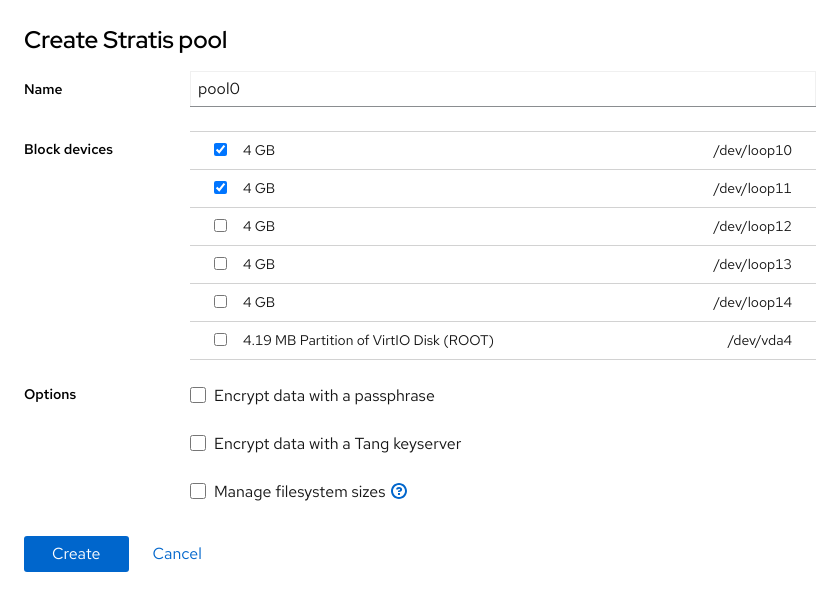 Create Stratis pool
Name
pool0
Block devices
4 GB /dev/loop10
4 GB /dev/loop11
4 GB /dev/loop12
4 GB /dev/loop13
4 GB /dev/loop14
4.19 MB Partition of VirtIO Disk (ROOT) /dev/vda4
Options
Encrypt data with a passphrase
Encrypt data with a Tang keyserver
Manage filesystem sizes ?
Create Cancel